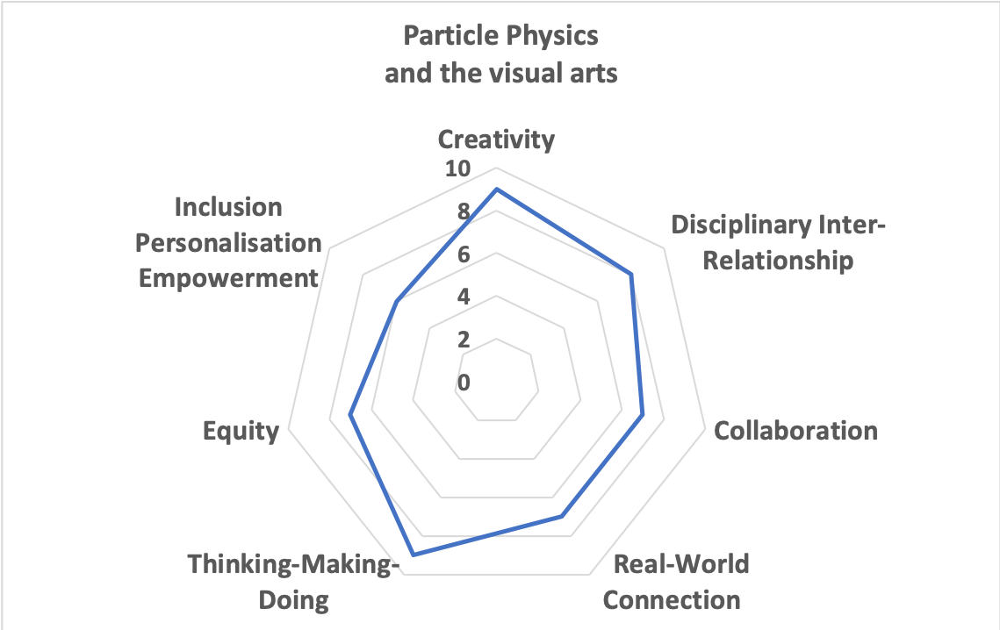 Particle Physics
and the visual arts
Creativity
10
8
6
4
2
0
Disciplinary Inter-
Relationship
Collaboration
Real-World
Connection
Thinking-Making-
Doing
Equity
Inclusion
Personalisation
Empowerment